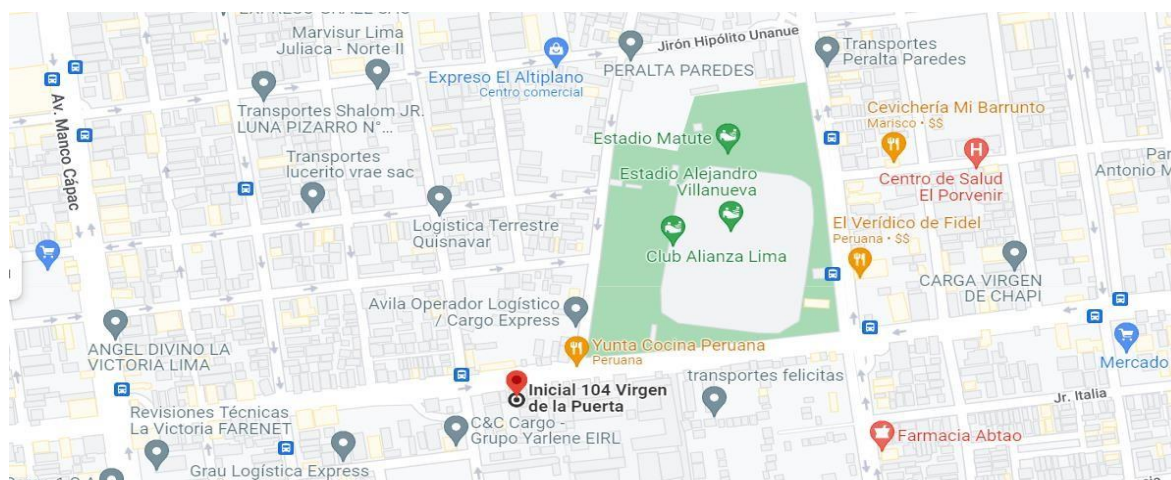 Marvisur Lima
Juliaca - Norte II
Jirón Hipólito Unanue
PERALTA PAREDES
Transportes
Peralta Paredes
Expreso El Altiplano
Centro comercial
Av. Manco Cápac
Transportes Shalom JR.
LUNA PIZARRO N°...
Cevichería Mi Barrunto
Marisco • $$
Estadio Matute
H
Transportes
lucerito vrae sac
Estadio Alejandro
Villanueva
Centro de Salud
El Porvenir
Antonio M
Logística Terrestre
Quisnavar
El Verídico de Fidel
Peruana • $$
Club Alianza Lima
CARGA VIRGEN
DE CHAPI
Avila Operador Logístico
/ Cargo Express
ANGEL DIVINO LA
VICTORIA LIMA
Yunta Cocina Peruana
Peruana
Mercado
transportes felicitas
Inicial 104 Virgen
de la Puerta
Jr. Italia
Revisiones Técnicas
La Victoria FARENET
C&C Cargo -
Grupo Yarlene EIRL
Farmacia Abtao
Grau Logística Express